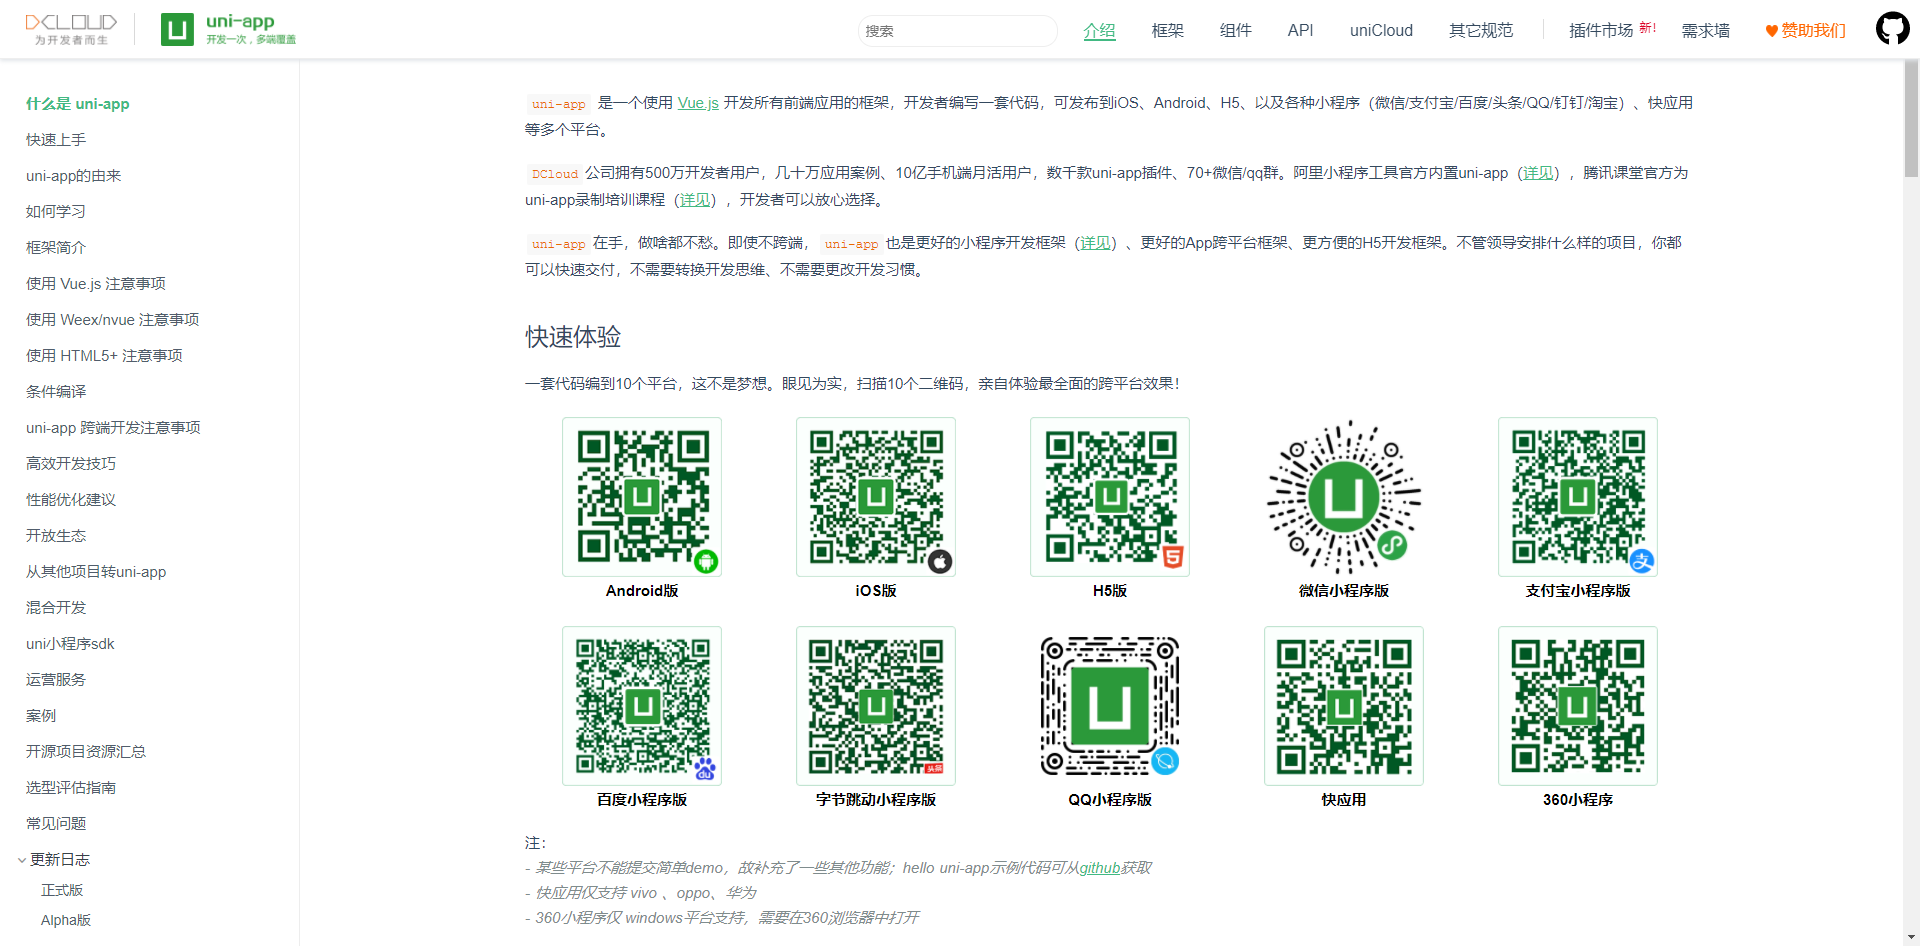 DCLOUD
为开发者而生
uni-app
开发一次，多端覆盖
搜索
介绍
框架
组件
API
uniCloud
其它规范
插件市场 新!
需求墙
赞助我们
什么是 uni-app
快速上手
uni-app的由来
如何学习
框架简介
使用 Vue.js 注意事项
使用 Weex/nvue 注意事项
使用 HTML5+ 注意事项
条件编译
uni-app 跨端开发注意事项
高效开发技巧
性能优化建议
开放生态
从其他项目转uni-app
混合开发
uni小程序sdk
运营服务
案例
开源项目资源汇总
选型评估指南
常见问题
更新日志
正式版
Alpha版
uni-app 是一个使用 Vue.js 开发所有前端应用的框架，开发者编写一套代码，可发布到iOS、Android、H5、以及各种小程序（微信/支付宝/百度/头条/QQ/钉钉/淘宝）、快应用
等多个平台。
DCloud 公司拥有500万开发者用户，几十万应用案例、10亿手机端月活用户，数千款uni-app插件、70+微信/qq群。阿里小程序工具官方内置uni-app（详见），腾讯课堂官方为
uni-app录制培训课程（详见），开发者可以放心选择。
uni-app 在手，做啥都不愁。即使不跨端， uni-app 也是更好的小程序开发框架（详见）、更好的App跨平台框架、更方便的H5开发框架。不管领导安排什么样的项目，你都
可以快速交付，不需要转换开发思维、不需要更改开发习惯。
快速体验
一套代码编到10个平台，这不是梦想。眼见为实，扫描10个二维码，亲自体验最全面的跨平台效果！
Android版
iOS版
H5版
微信小程序版
支付宝小程序版
du
头条
百度小程序版
字节跳动小程序版
QQ小程序版
快应用
360小程序
注：
- 某些平台不能提交简单demo，故补充了一些其他功能；hello uni-app示例代码可从github获取
- 快应用仅支持 vivo 、oppo、华为
- 360小程序仅 windows平台支持，需要在360浏览器中打开